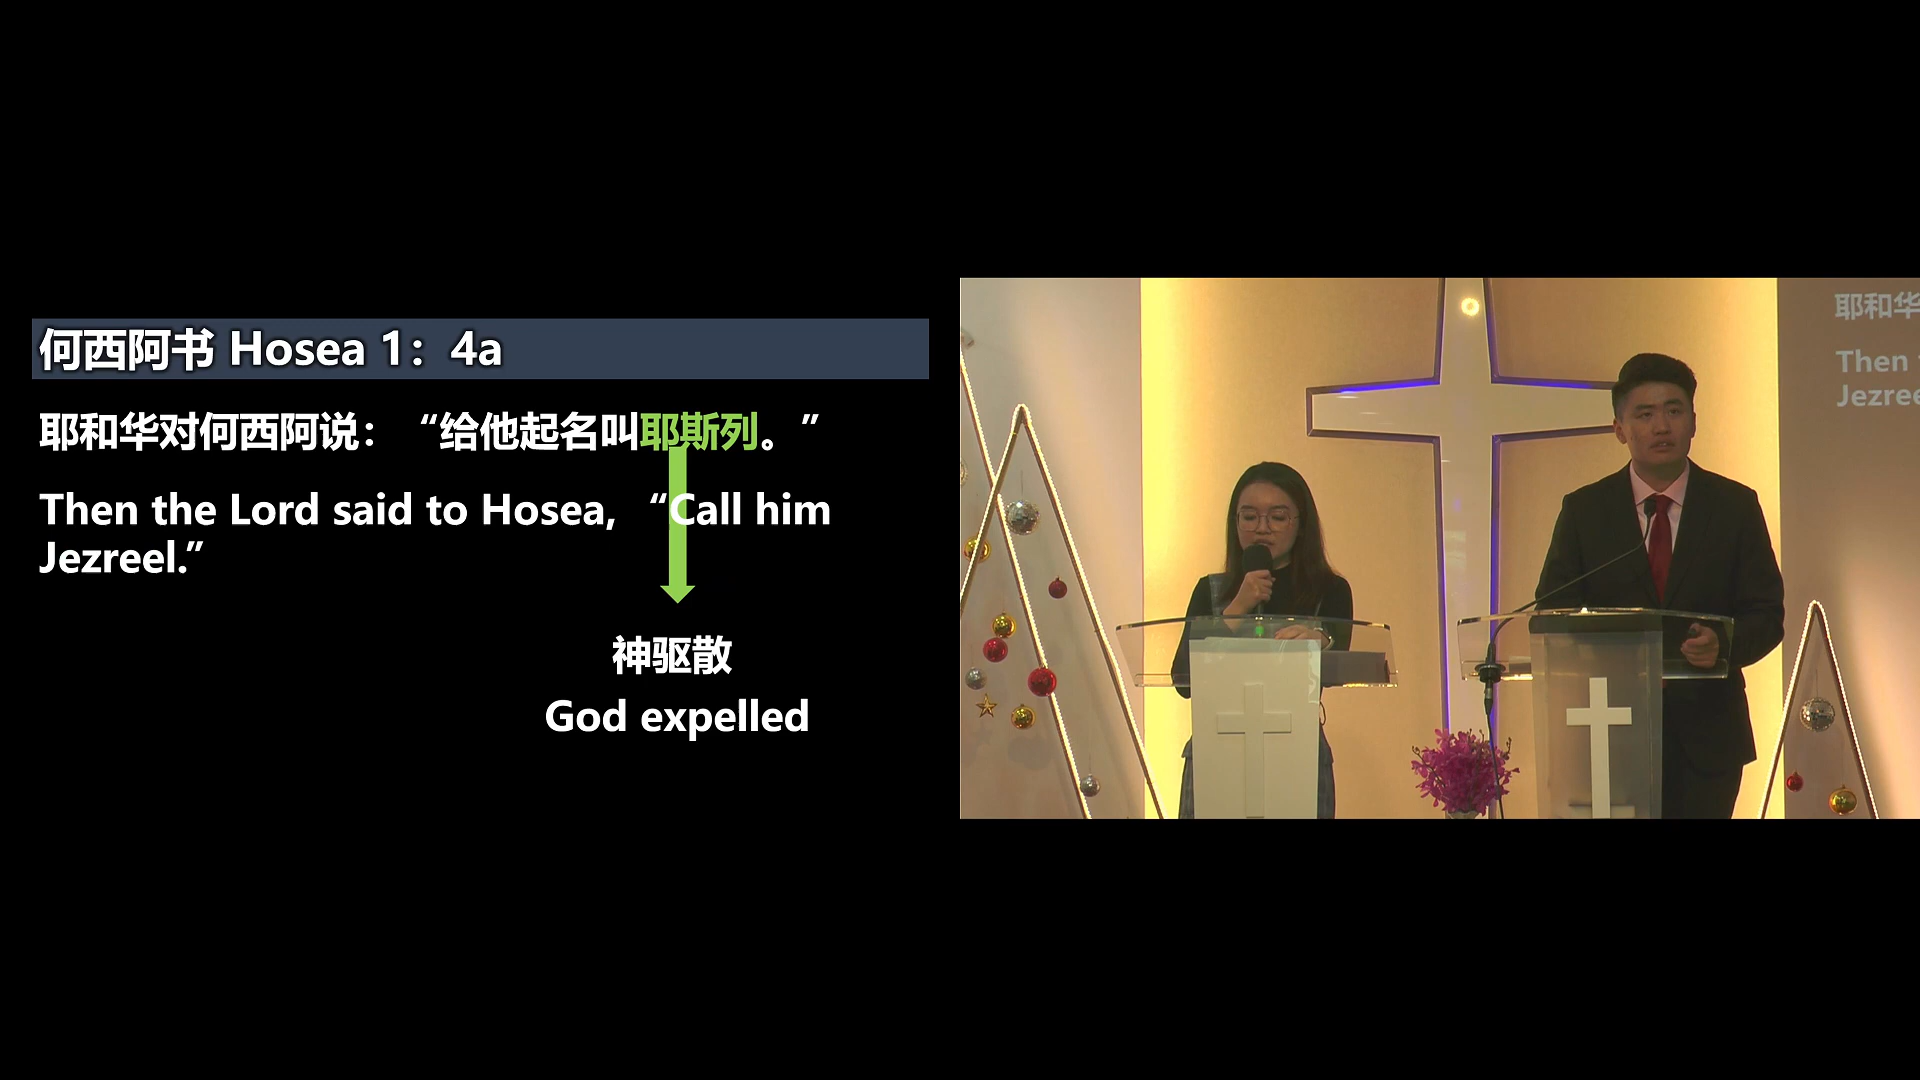 何西阿书 Hosea 1：4a
耶和华对何西阿说：“给他起名叫耶斯列。”
Then the Lord said to Hosea, “Call him
Jezreel.”
神驱散
God expelled
耶和华
Then
Jezree